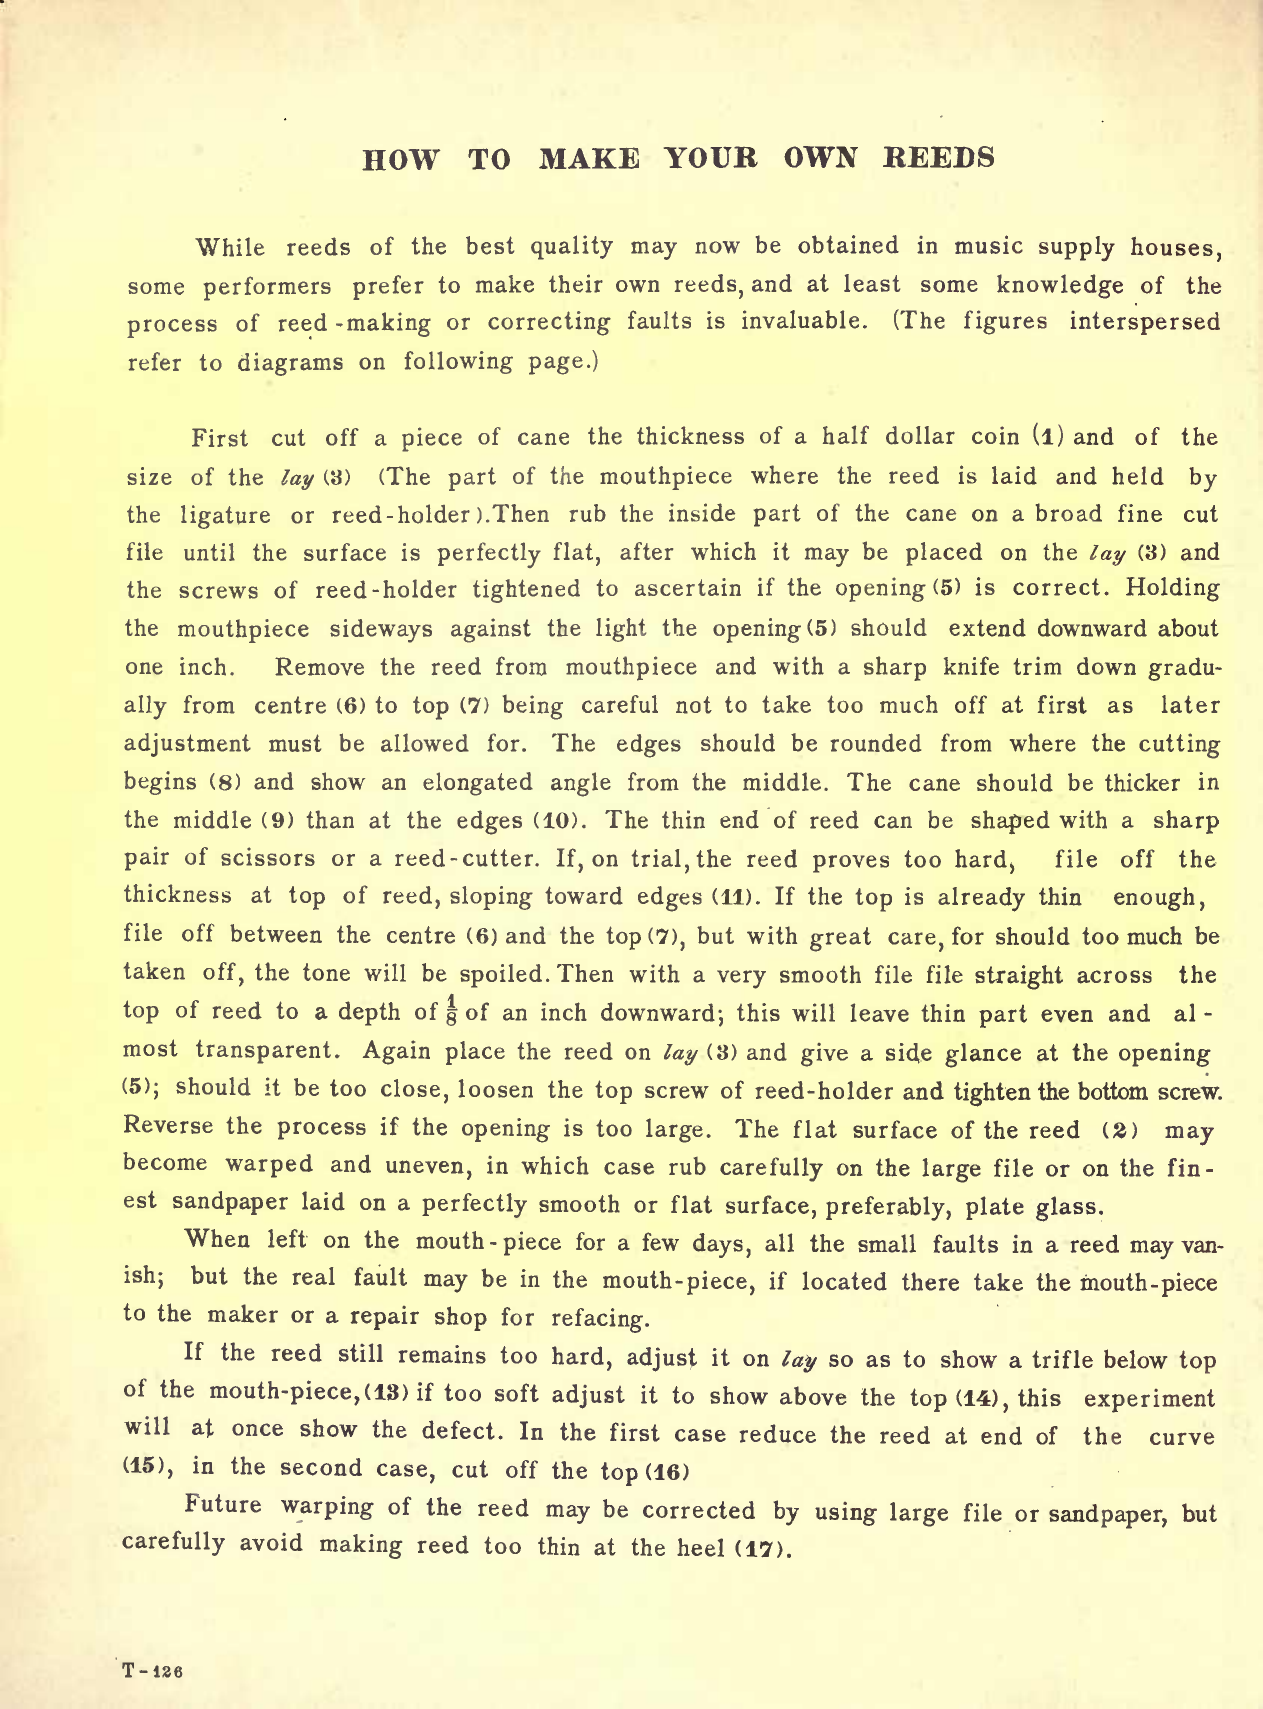 HOW TO MAKE YOUR OWN REEDS
While reeds of the best quality may now be obtained in music supply houses,
some performers prefer to make their own reeds, and at least some knowledge of the
process of reed-making or correcting faults is invaluable. (The figures interspersed
refer to diagrams on following page.)
First cut off a piece of cane the thickness of a half dollar coin (1) and of the
size of the lay (3) (The part of the mouthpiece where the reed is laid and held by
the ligature or reed-holder). Then rub the inside part of the cane on a broad fine cut
file until the surface is perfectly flat, after which it may be placed on the lay (3) and
the screws of reed-holder tightened to ascertain if the opening (5) is correct. Holding
the mouthpiece sideways against the light the opening (5) should extend downward about
one inch. Remove the reed from mouthpiece and with a sharp knife trim down gradu-
ally from centre (6) to top (7) being careful not to take too much off at first as later
adjustment must be allowed for. The edges should be rounded from where the cutting
begins (8) and show an elongated angle from the middle. The cane should be thicker in
the middle (9) than at the edges (10). The thin end of reed can be shaped with a sharp
pair of scissors or a reed-cutter. If, on trial, the reed proves too hard, file off the
thickness at top of reed, sloping toward edges (11). If the top is already thin enough,
file off between the centre (6) and the top (7), but with great care, for should too much be
taken off, the tone will be spoiled. Then with a very smooth file file straight across the
top of reed to a depth of 1/8 of an inch downward; this will leave thin part even and al-
most transparent. Again place the reed on lay (3) and give a side glance at the opening
(5); should it be too close, loosen the top screw of reed-holder and tighten the bottom screw.
Reverse the process if the opening is too large. The flat surface of the reed (2) may
become warped and uneven, in which case rub carefully on the large file or on the fin-
est sandpaper laid on a perfectly smooth or flat surface, preferably, plate glass.
When left on the mouth-piece for a few days, all the small faults in a reed may van-
ish; but the real fault may be in the mouth-piece, if located there take the mouth-piece
to the maker or a repair shop for refacing.
If the reed still remains too hard, adjust it on lay so as to show a trifle below top
of the mouth-piece, (13) if too soft adjust it to show above the top (14), this experiment
will at once show the defect. In the first case reduce the reed at end of the curve
(15), in the second case, cut off the top (16)
Future warping of the reed may be corrected by using large file or sandpaper, but
carefully avoid making reed too thin at the heel (17).
T-126